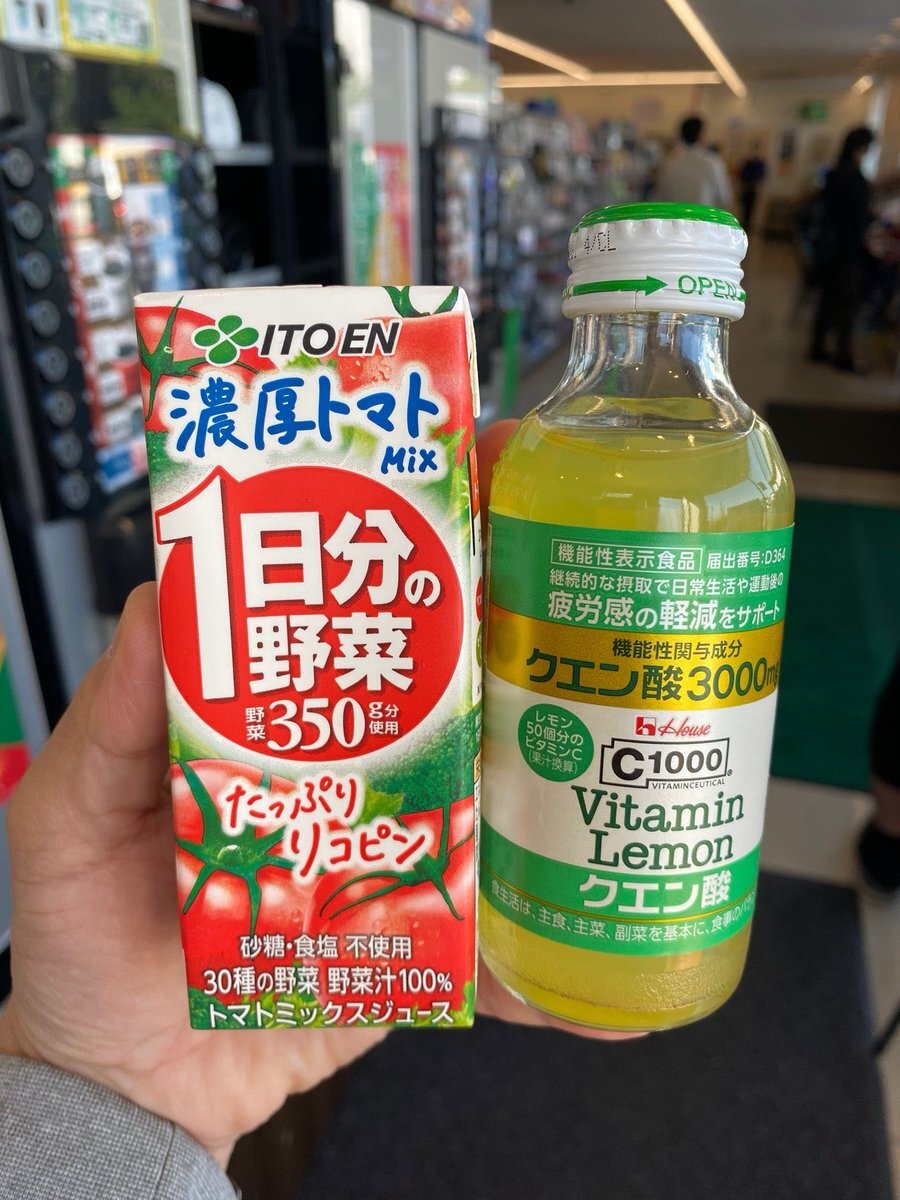 ITO EN
濃厚トマト
Mix
1日分の
野菜
野菜350g分使用
たっぷり
リコピン
砂糖・食塩 不使用
30種の野菜 野菜汁100%
トマトミックスジュース
4/CL
OPEN
機能性表示食品 届出番号:D364
継続的な摂取で日常生活や運動後の
疲労感の軽減をサポート
機能性関与成分
クエン酸3000mg
レモン
50個分の
ビタミンC
(果汁換算)
House
C1000
VITAMINCEUTICAL
Vitamin
Lemon
クエン酸
食生活は、主食、主菜、副菜を基本に、食事のバラ